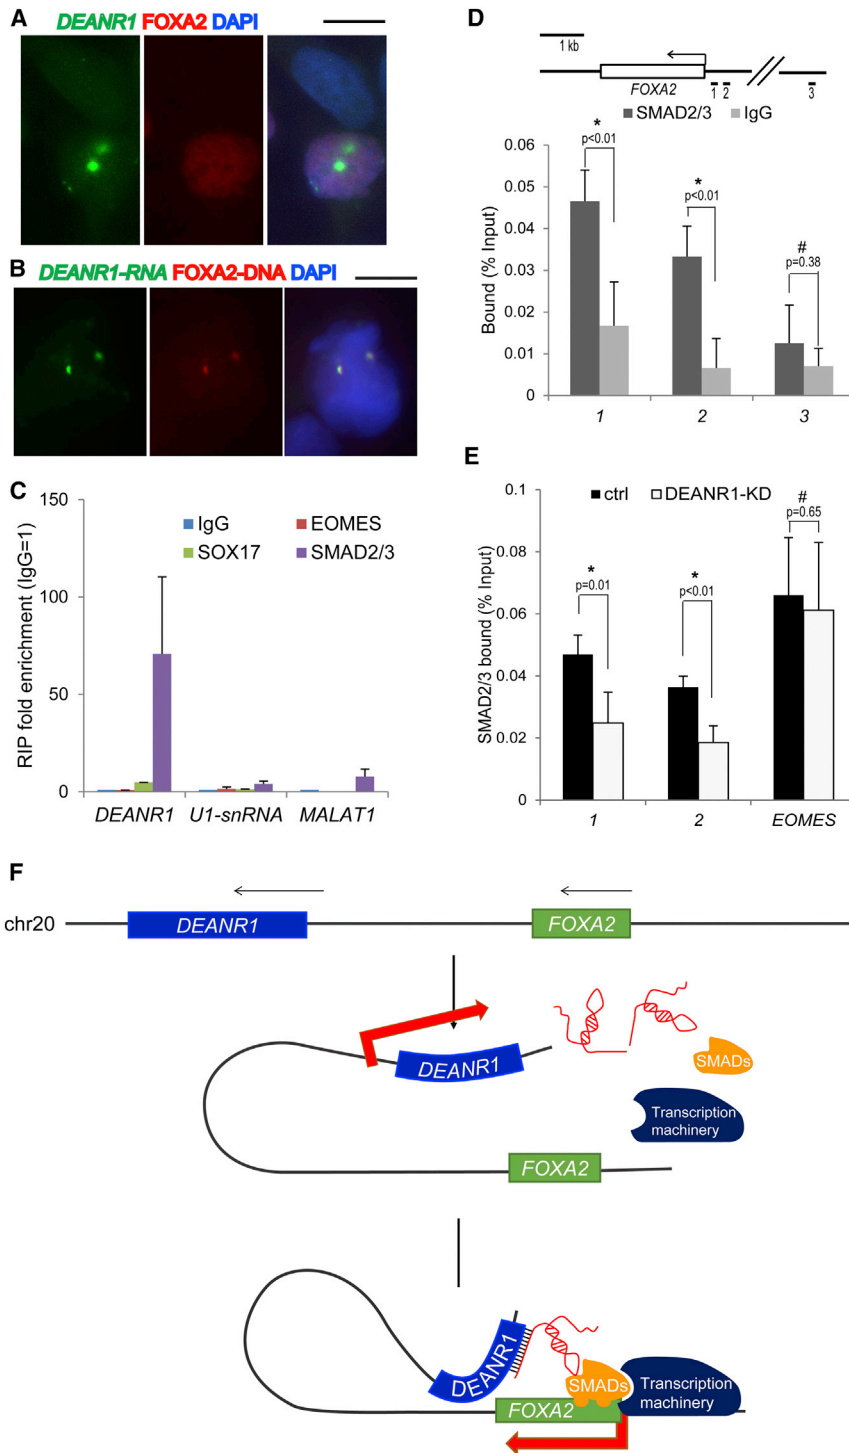 A
DEANR1 FOXA2 DAPI
B
DEANR1-RNA FOXA2-DNA DAPI
C
150
100
50
0
RIP fold enrichment (IgG=1)
IgG
EOMES
SOX17
SMAD2/3
DEANR1
U1-snRNA
MALAT1
D
1 kb
FOXA2
1 2
3
SMAD2/3
IgG
0.06
0.05
0.04
0.03
0.02
0.01
0
Bound (% Input)
*
p<0.01
*
p<0.01
#
p=0.38
1
2
3
E
0.1
0.08
0.06
0.04
0.02
0
SMAD2/3 bound (% Input)
ctrl
DEANR1-KD
*
p=0.01
*
p<0.01
#
p=0.65
1
2
EOMES
F
chr20
DEANR1
FOXA2
DEANR1
SMADs
Transcription
machinery
FOXA2
DEANR1
SMADs
Transcription
machinery
FOXA2